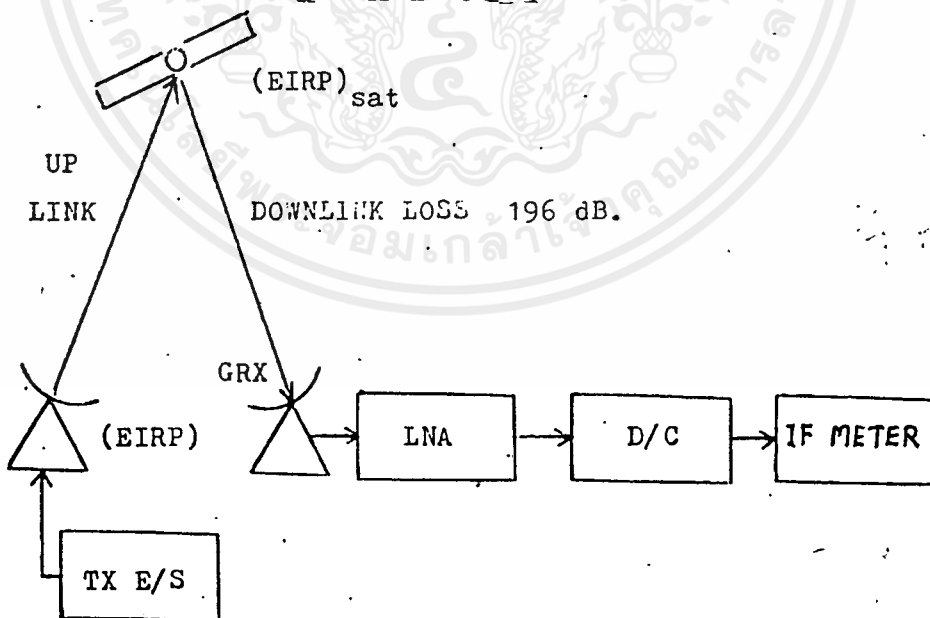 (EIRP)sat
UP
LINK
DOWNLINK LOSS 196 dB.
GRX
(EIRP)
LNA
D/C
IF METER
TX E/S